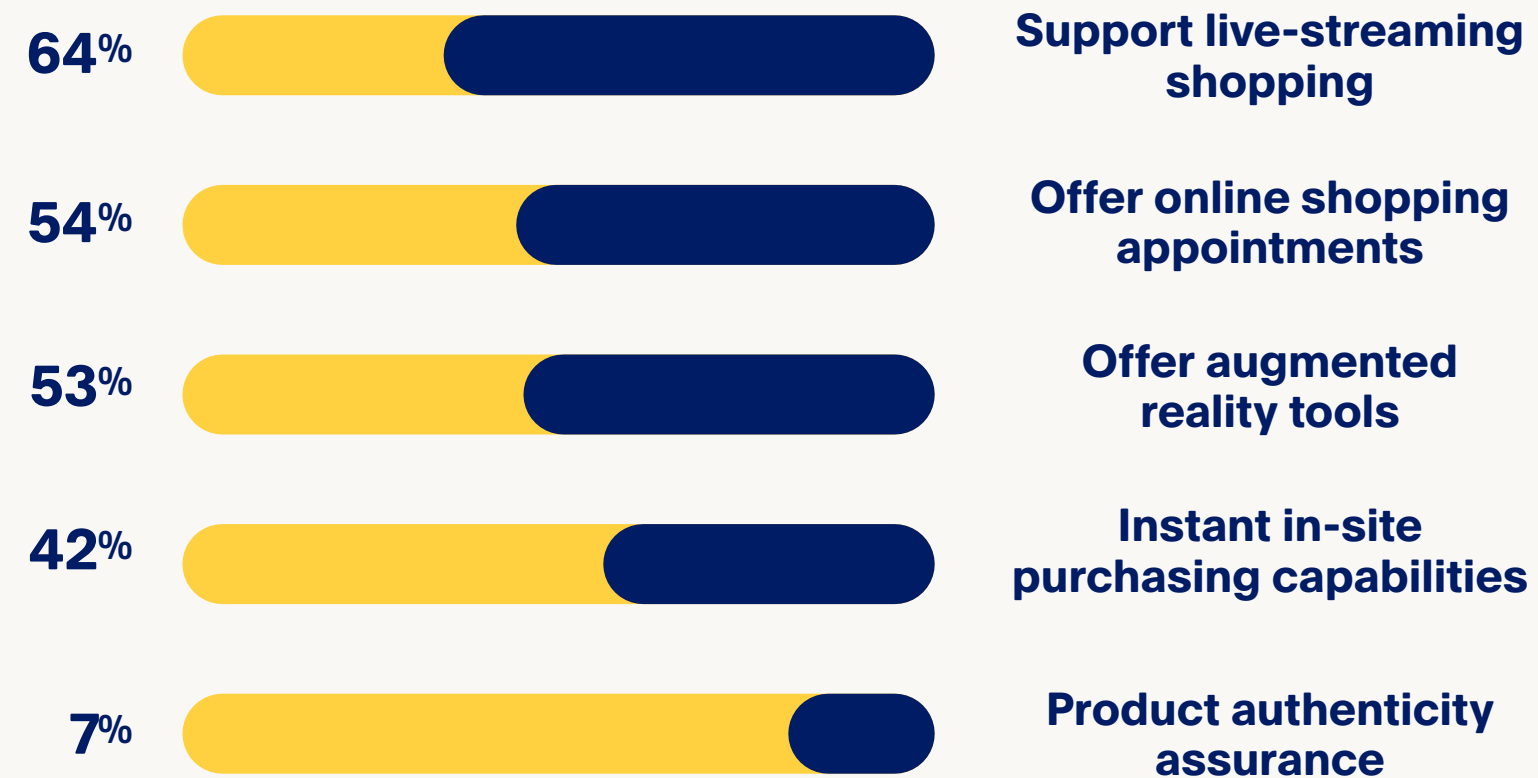 64%
Support live-streaming
shopping
54%
Offer online shopping
appointments
53%
Offer augmented
reality tools
42%
Instant in-site
purchasing capabilities
7%
Product authenticity
assurance